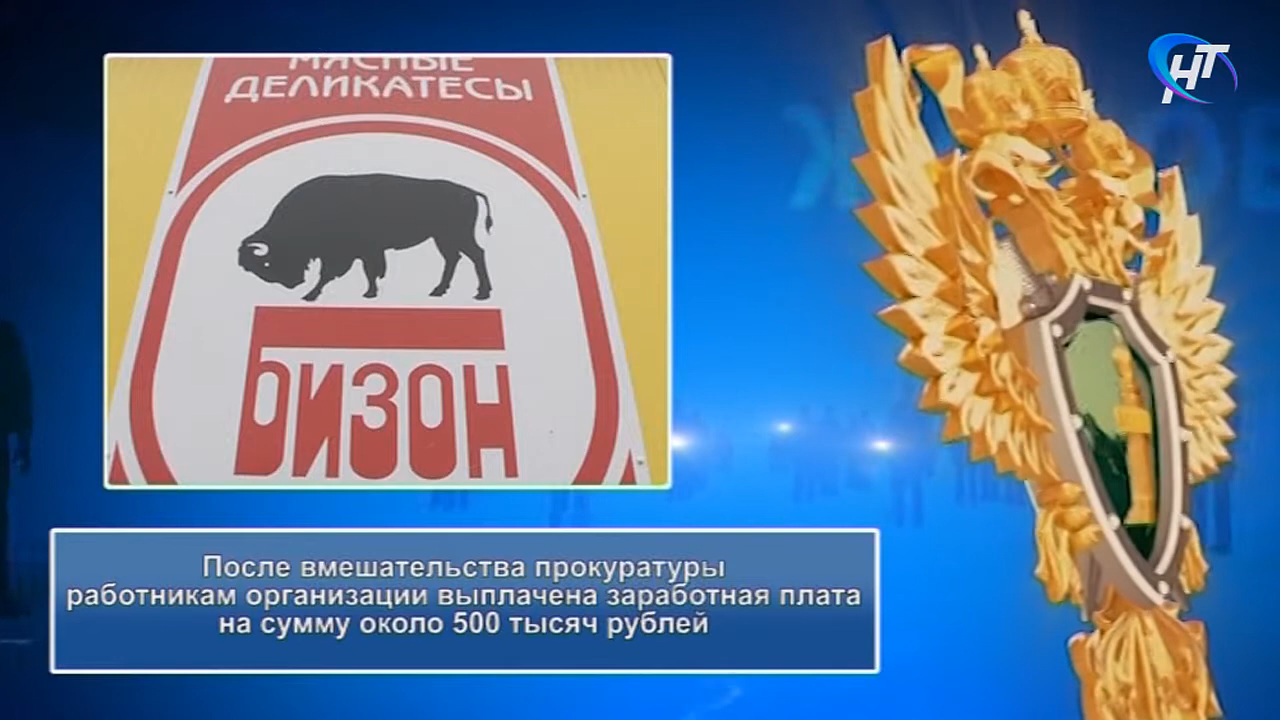 МЯСНЫЕ
ДЕЛИКАТЕСЫ
БИЗОН
НТ
После вмешательства прокуратуры
работникам организации выплачена заработная плата
на сумму около 500 тысяч рублей